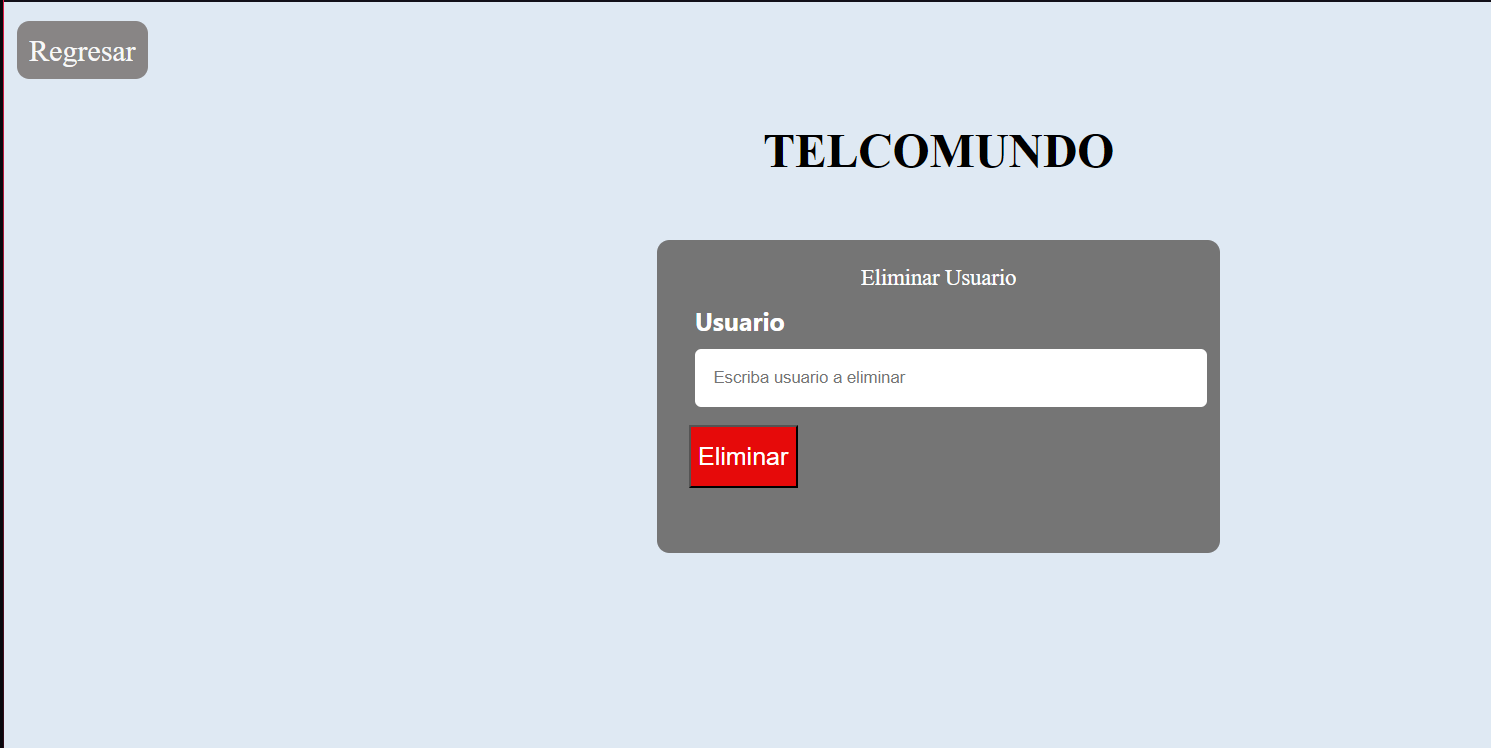 Regresar
TELCOMUNDO
Eliminar Usuario
Usuario
Escriba usuario a eliminar
Eliminar